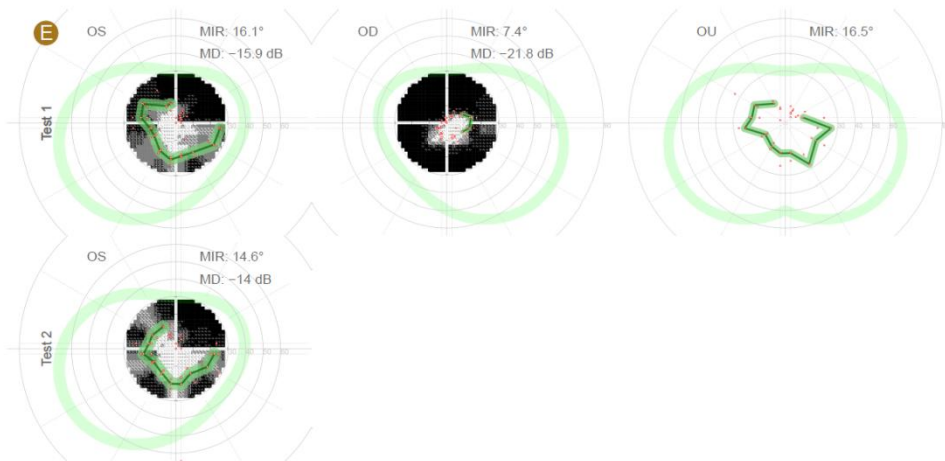 E
OS
MIR: 16.1°
MD: −15.9 dB
OD
MIR: 7.4°
MD: −21.8 dB
OU
MIR: 16.5°
Test 1
OS
MIR: 14.6°
MD: −14 dB
Test 2